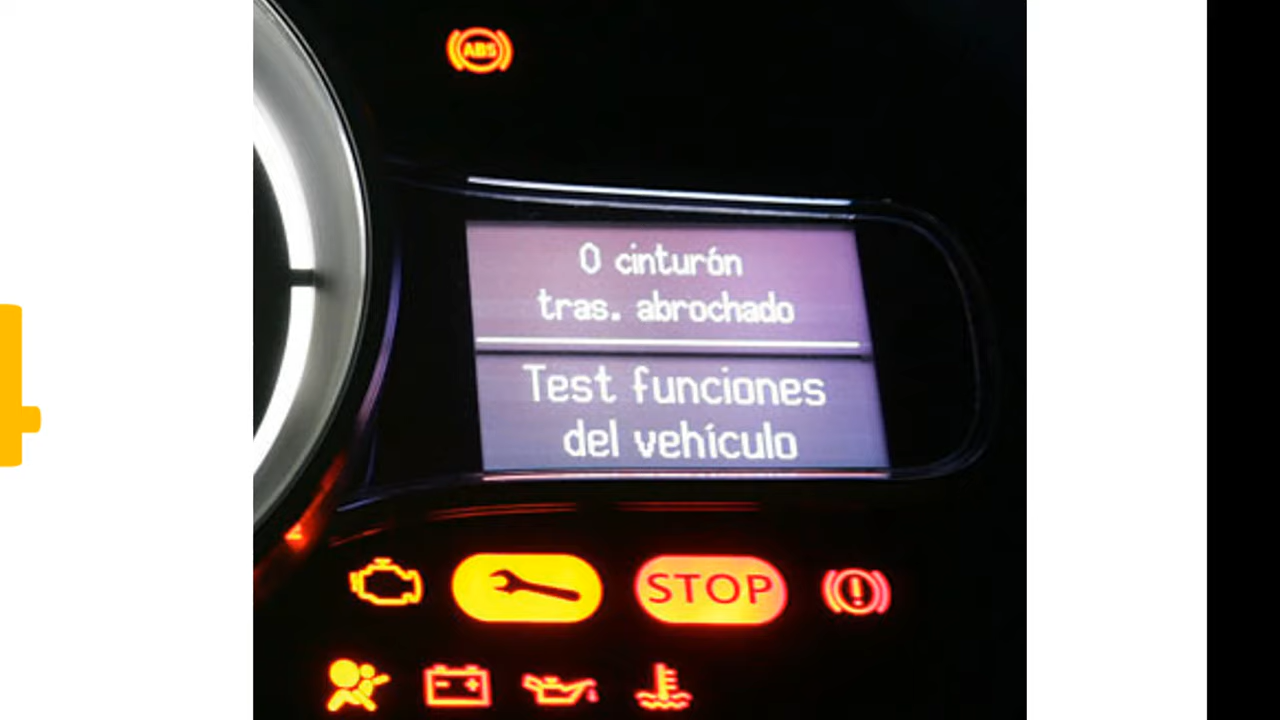 ABS
0 cinturón
tras. abrochado
Test funciones
del vehículo
STOP